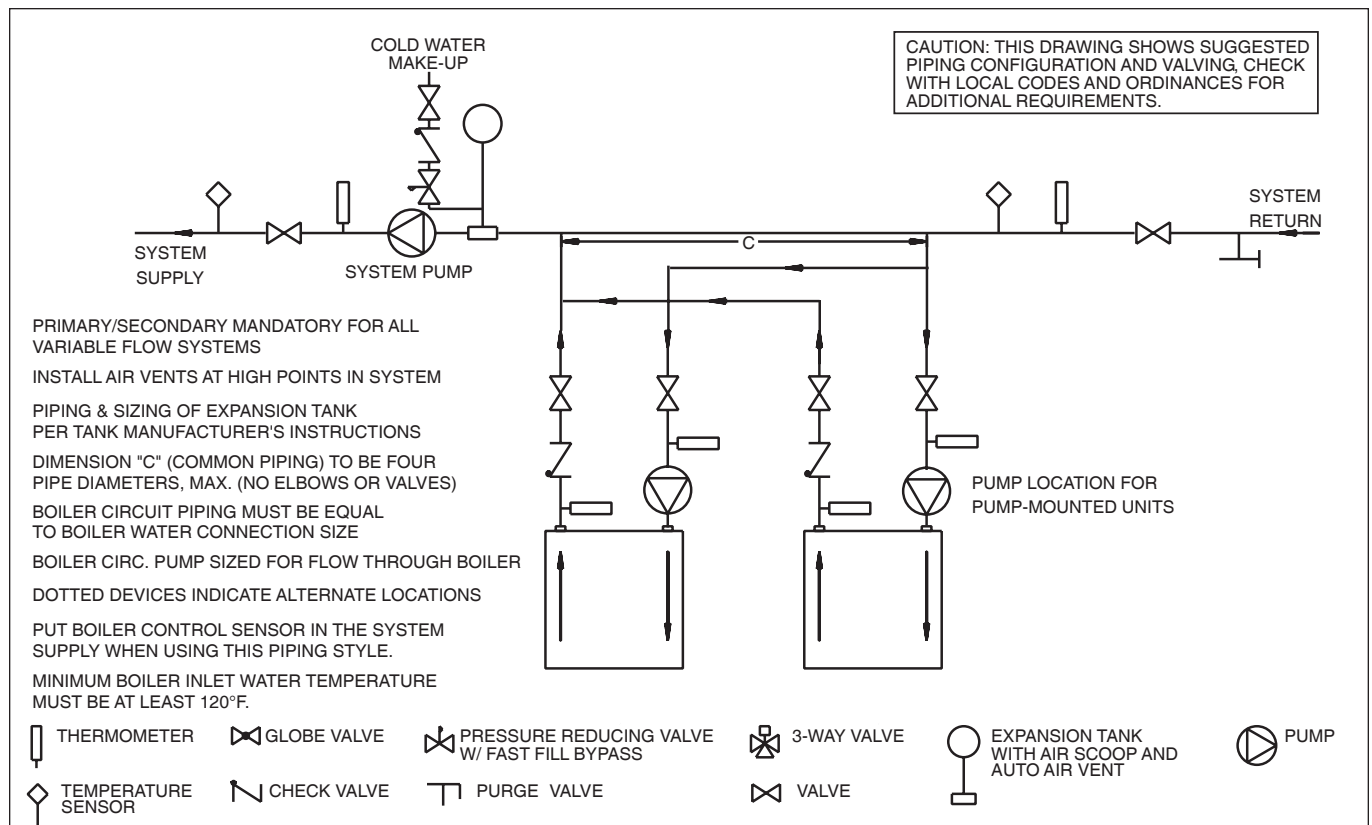 COLD WATER
MAKE-UP
CAUTION: THIS DRAWING SHOWS SUGGESTED
PIPING CONFIGURATION AND VALVING, CHECK
WITH LOCAL CODES AND ORDINANCES FOR
ADDITIONAL REQUIREMENTS.
SYSTEM
RETURN
SYSTEM
SUPPLY
SYSTEM PUMP
C
PRIMARY/SECONDARY MANDATORY FOR ALL
VARIABLE FLOW SYSTEMS
INSTALL AIR VENTS AT HIGH POINTS IN SYSTEM
PIPING & SIZING OF EXPANSION TANK
PER TANK MANUFACTURER'S INSTRUCTIONS
DIMENSION "C" (COMMON PIPING) TO BE FOUR
PIPE DIAMETERS, MAX. (NO ELBOWS OR VALVES)
BOILER CIRCUIT PIPING MUST BE EQUAL
TO BOILER WATER CONNECTION SIZE
BOILER CIRC. PUMP SIZED FOR FLOW THROUGH BOILER
DOTTED DEVICES INDICATE ALTERNATE LOCATIONS
PUT BOILER CONTROL SENSOR IN THE SYSTEM
SUPPLY WHEN USING THIS PIPING STYLE.
MINIMUM BOILER INLET WATER TEMPERATURE
MUST BE AT LEAST 120°F.
PUMP LOCATION FOR
PUMP-MOUNTED UNITS
THERMOMETER
GLOBE VALVE
PRESSURE REDUCING VALVE
W/ FAST FILL BYPASS
3-WAY VALVE
EXPANSION TANK
WITH AIR SCOOP AND
AUTO AIR VENT
PUMP
TEMPERATURE
SENSOR
CHECK VALVE
PURGE VALVE
VALVE